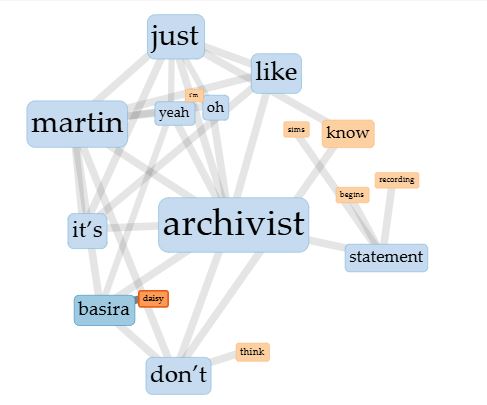 just
like
i'm
martin
yeah
oh
sims
know
recording
begins
archivist
it's
statement
daisy
basira
think
don't